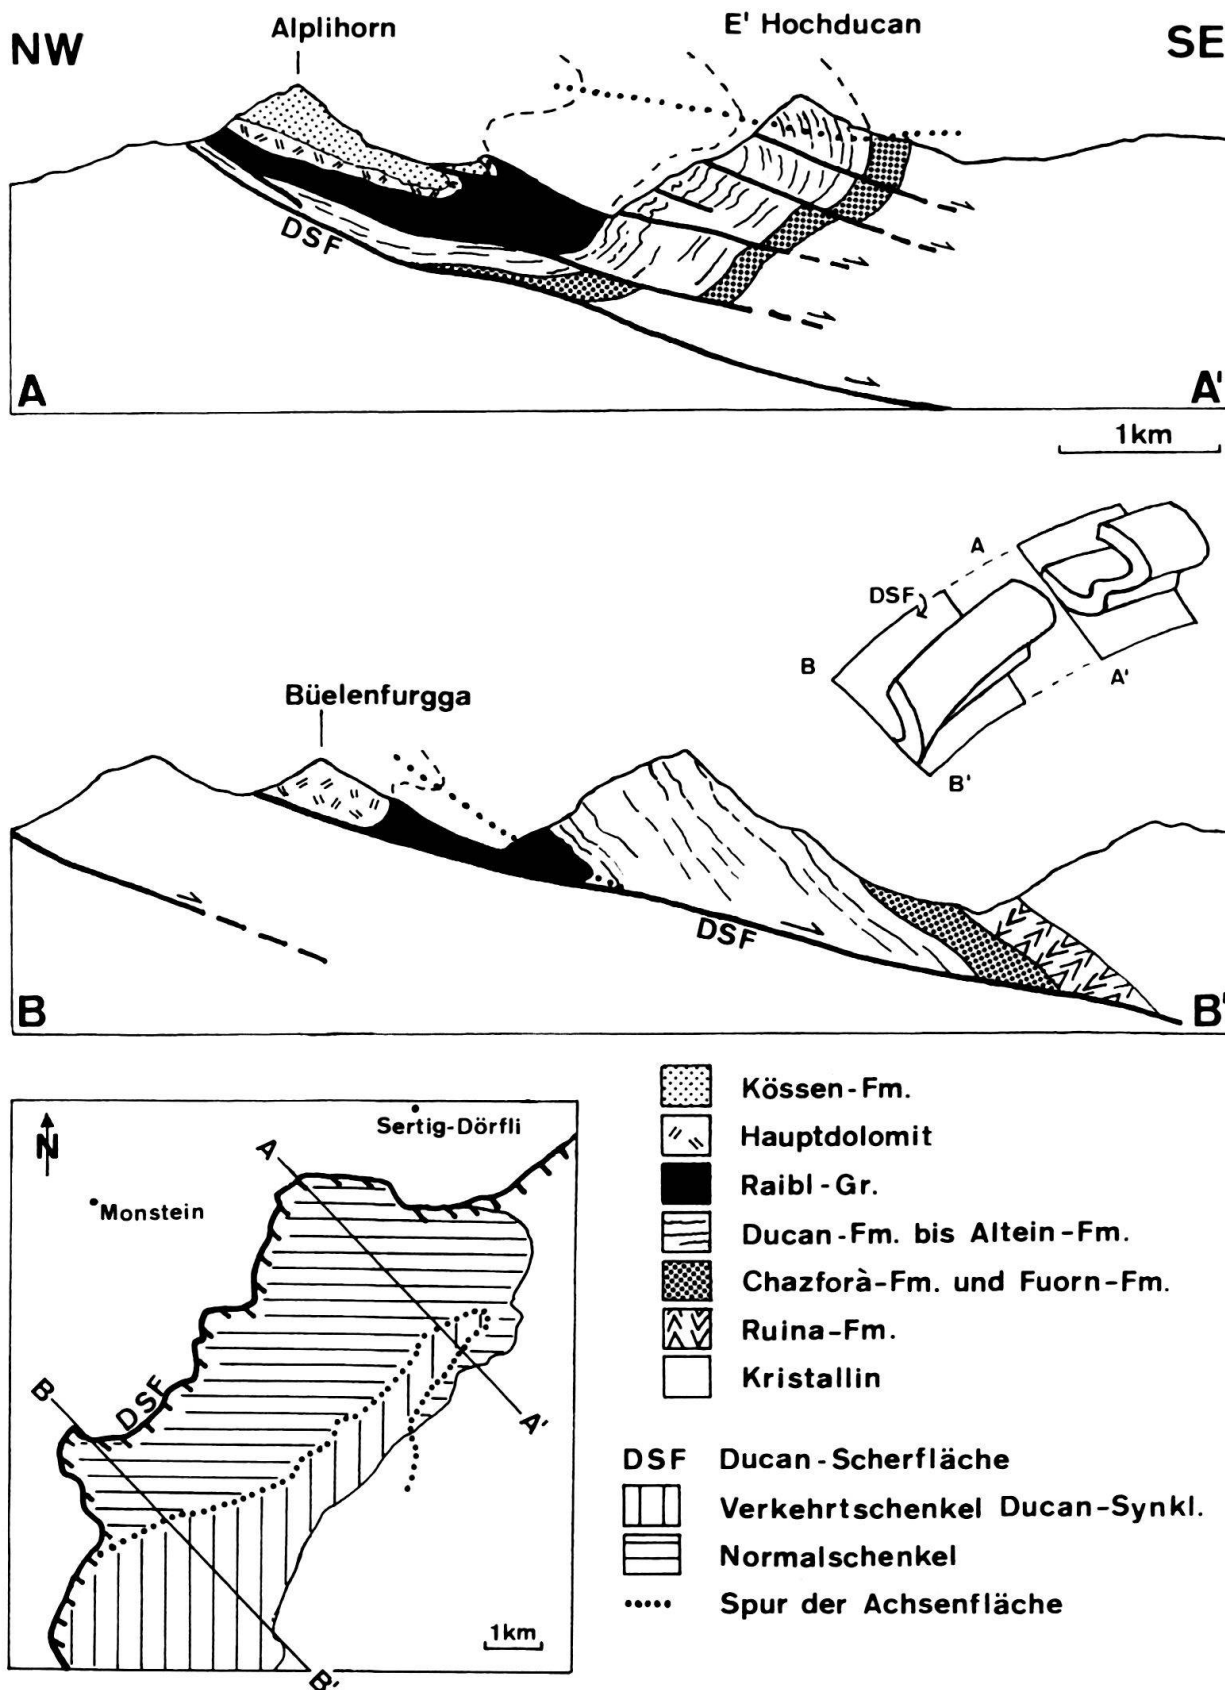 NW
Alplihorn
E' Hochducan
SE
DSF
A
A'
1km
A
DSF
B
A'
B'
Büelenfurgga
DSF
B
B'
N
Sertig-Dörfli
A
Monstein
B
DSF
A'
1km
B'
Kössen-Fm.
Hauptdolomit
Raibl-Gr.
Ducan-Fm. bis Altein-Fm.
Chazforà-Fm. und Fuorn-Fm.
Ruina-Fm.
Kristallin
DSF Ducan-Scherfläche
Verkehrtschenkel Ducan-Synkl.
Normalschenkel
Spur der Achsenfläche